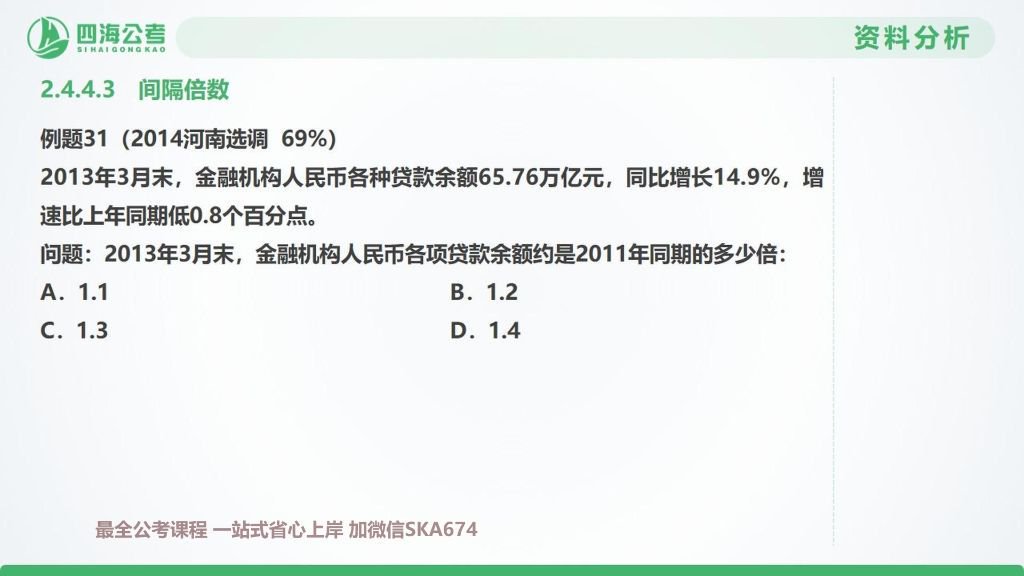 四海公考
SIHAIGONGKAO
资料分析
2.4.4.3 间隔倍数
例题31（2014河南选调 69%）
2013年3月末，金融机构人民币各种贷款余额65.76万亿元，同比增长14.9%，增
速比上年同期低0.8个百分点。
问题：2013年3月末，金融机构人民币各项贷款余额约是2011年同期的多少倍：
A．1.1
B．1.2
C．1.3
D．1.4
最全公考课程 一站式省心上岸 加微信SKA674